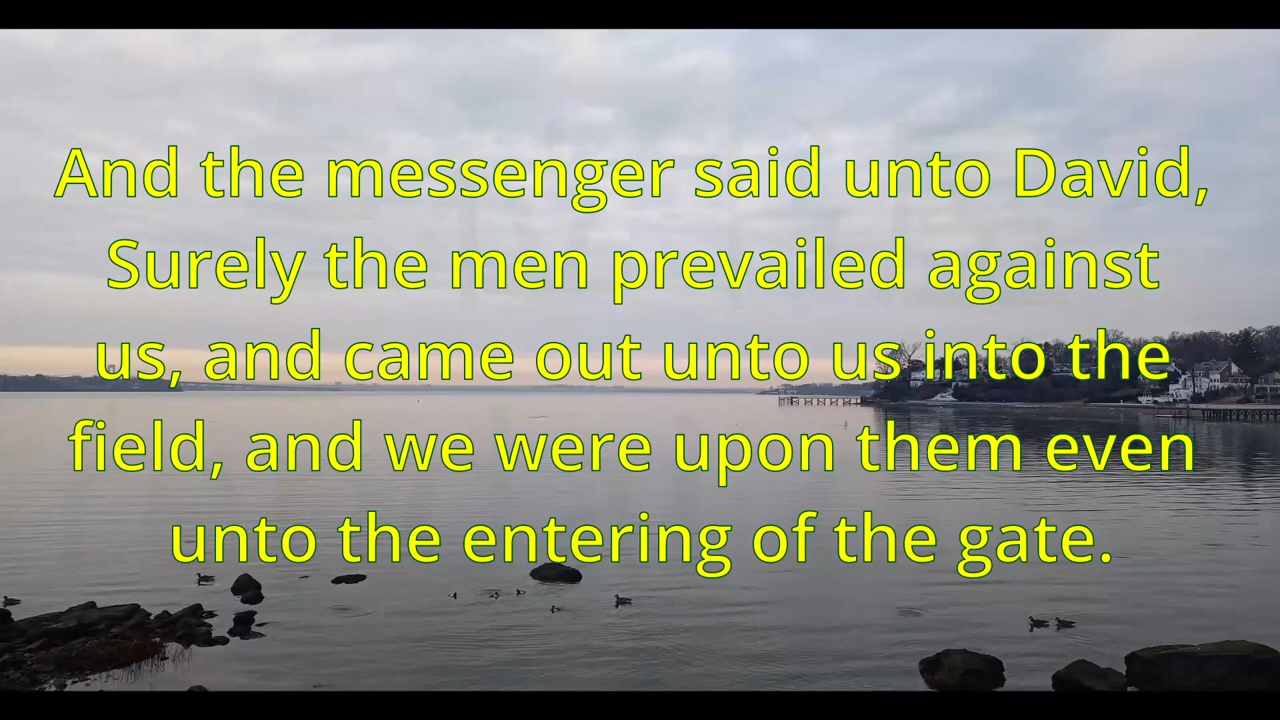 And the messenger said unto David,
Surely the men prevailed against
us, and came out unto us into the
field, and we were upon them even
unto the entering of the gate.